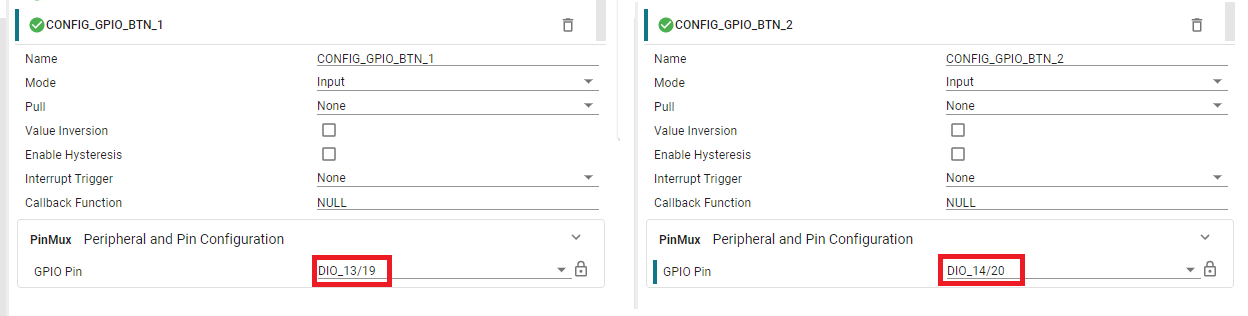 CONFIG_GPIO_BTN_1
Name CONFIG_GPIO_BTN_1
Mode Input
Pull None
Value Inversion
Enable Hysteresis
Interrupt Trigger None
Callback Function NULL
PinMux Peripheral and Pin Configuration
GPIO Pin DIO_13/19
CONFIG_GPIO_BTN_2
Name CONFIG_GPIO_BTN_2
Mode Input
Pull None
Value Inversion
Enable Hysteresis
Interrupt Trigger None
Callback Function NULL
PinMux Peripheral and Pin Configuration
GPIO Pin DIO_14/20